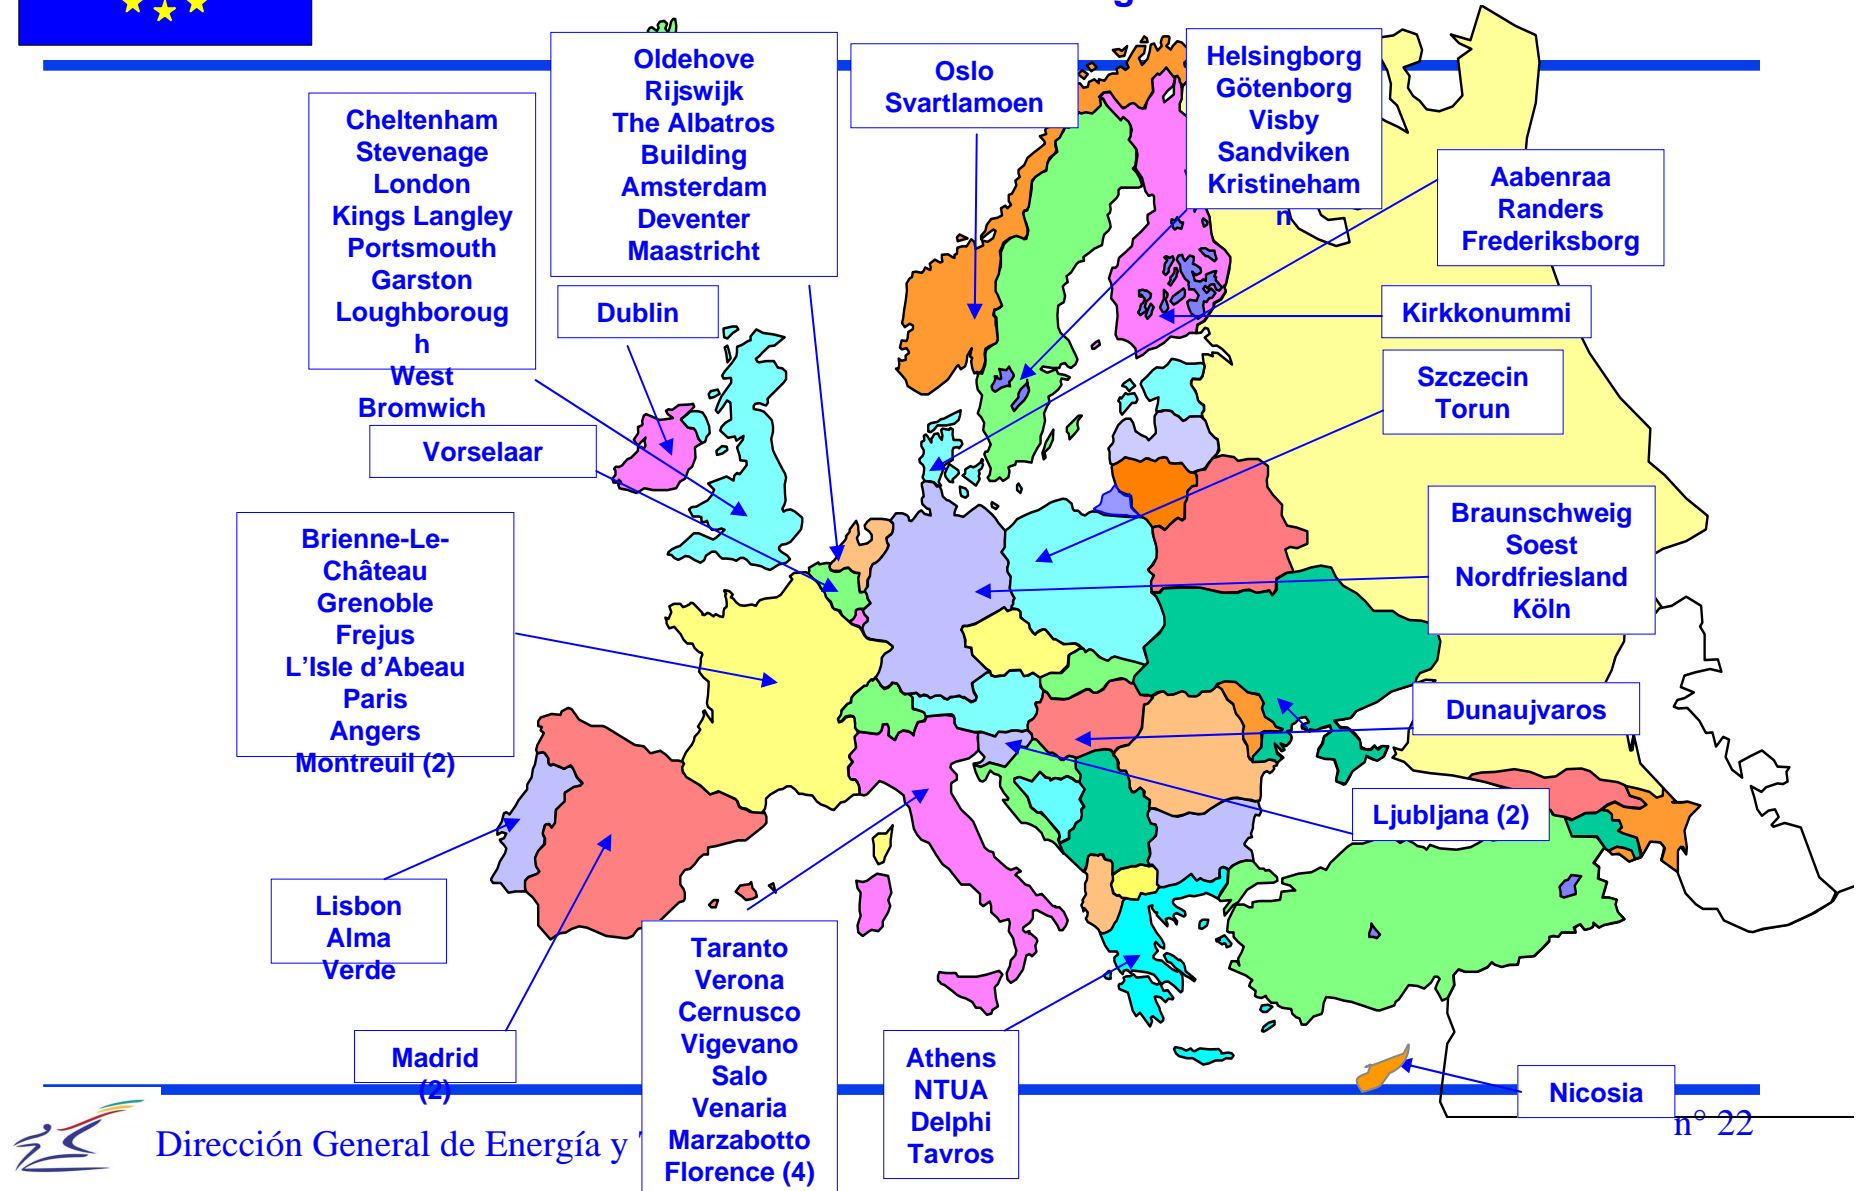 Oldehove
Rijswijk
The Albatros
Building
Amsterdam
Deventer
Maastricht
Oslo
Svartlamoen
Helsingborg
Götenborg
Visby
Sandviken
Kristineham
n
Cheltenham
Stevenage
London
Kings Langley
Portsmouth
Garston
Loughboroug
h
West
Bromwich
Aabenraa
Randers
Frederiksborg
Dublin
Kirkkonummi
Szczecin
Torun
Vorselaar
Braunschweig
Soest
Nordfriesland
Köln
Brienne-Le-
Château
Grenoble
Frejus
L’Isle d’Abeau
Paris
Angers
Montreuil (2)
Dunaujvaros
Ljubljana (2)
Lisbon
Alma
Verde
Taranto
Verona
Cernusco
Vigevano
Salo
Venaria
Marzabotto
Florence (4)
Madrid
(2)
Athens
NTUA
Delphi
Tavros
Nicosia
Dirección General de Energía y
n° 22